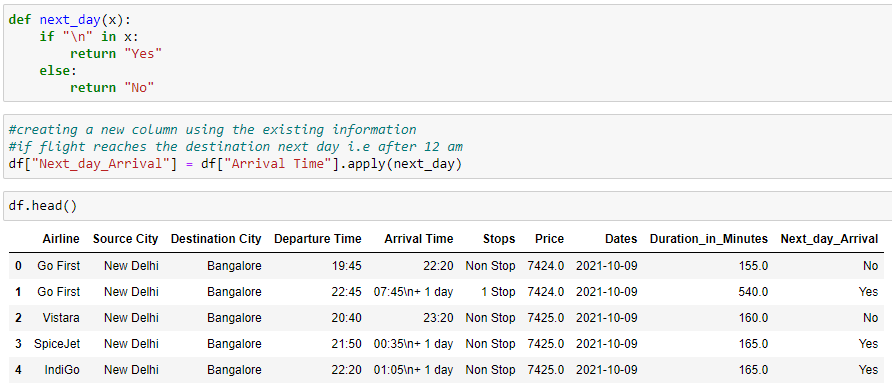 def next_day(x):
    if "\n" in x:
        return "Yes"
    else:
        return "No"
#creating a new column using the existing information
#if flight reaches the destination next day i.e after 12 am
df["Next_day_Arrival"] = df["Arrival Time"].apply(next_day)
df.head()
Airline Source City Destination City Departure Time Arrival Time Stops Price Dates Duration_in_Minutes Next_day_Arrival
0 Go First New Delhi Bangalore 19:45 22:20 Non Stop 7424.0 2021-10-09 155.0 No
1 Go First New Delhi Bangalore 22:45 07:45\n+ 1 day 1 Stop 7424.0 2021-10-09 540.0 Yes
2 Vistara New Delhi Bangalore 20:40 23:20 Non Stop 7425.0 2021-10-09 160.0 No
3 SpiceJet New Delhi Bangalore 21:50 00:35\n+ 1 day Non Stop 7425.0 2021-10-09 165.0 Yes
4 IndiGo New Delhi Bangalore 22:20 01:05\n+ 1 day Non Stop 7425.0 2021-10-09 165.0 Yes